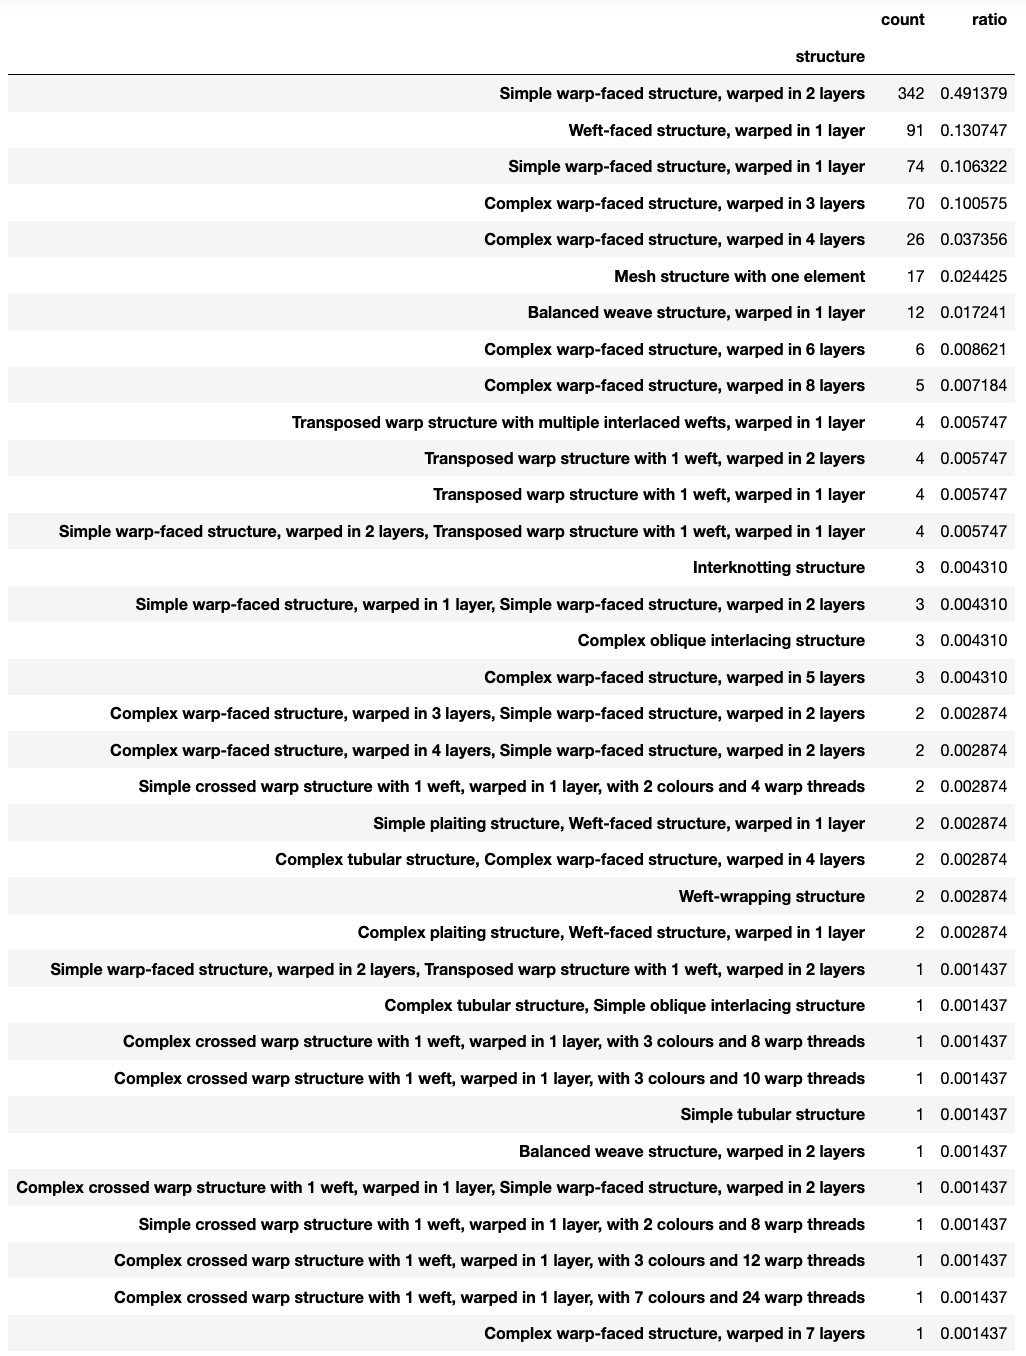 count ratio
structure
Simple warp-faced structure, warped in 2 layers 342 0.491379
Weft-faced structure, warped in 1 layer 91 0.130747
Simple warp-faced structure, warped in 1 layer 74 0.106322
Complex warp-faced structure, warped in 3 layers 70 0.100575
Complex warp-faced structure, warped in 4 layers 26 0.037356
Mesh structure with one element 17 0.024425
Balanced weave structure, warped in 1 layer 12 0.017241
Complex warp-faced structure, warped in 6 layers 6 0.008621
Complex warp-faced structure, warped in 8 layers 5 0.007184
Transposed warp structure with multiple interlaced wefts, warped in 1 layer 4 0.005747
Transposed warp structure with 1 weft, warped in 2 layers 4 0.005747
Transposed warp structure with 1 weft, warped in 1 layer 4 0.005747
Simple warp-faced structure, warped in 2 layers, Transposed warp structure with 1 weft, warped in 1 layer 4 0.005747
Interknotting structure 3 0.004310
Simple warp-faced structure, warped in 1 layer, Simple warp-faced structure, warped in 2 layers 3 0.004310
Complex oblique interlacing structure 3 0.004310
Complex warp-faced structure, warped in 5 layers 3 0.004310
Complex warp-faced structure, warped in 3 layers, Simple warp-faced structure, warped in 2 layers 2 0.002874
Complex warp-faced structure, warped in 4 layers, Simple warp-faced structure, warped in 2 layers 2 0.002874
Simple crossed warp structure with 1 weft, warped in 1 layer, with 2 colours and 4 warp threads 2 0.002874
Simple plaiting structure, Weft-faced structure, warped in 1 layer 2 0.002874
Complex tubular structure, Complex warp-faced structure, warped in 4 layers 2 0.002874
Weft-wrapping structure 2 0.002874
Complex plaiting structure, Weft-faced structure, warped in 1 layer 2 0.002874
Simple warp-faced structure, warped in 2 layers, Transposed warp structure with 1 weft, warped in 2 layers 1 0.001437
Complex tubular structure, Simple oblique interlacing structure 1 0.001437
Complex crossed warp structure with 1 weft, warped in 1 layer, with 3 colours and 8 warp threads 1 0.001437
Complex crossed warp structure with 1 weft, warped in 1 layer, with 3 colours and 10 warp threads 1 0.001437
Simple tubular structure 1 0.001437
Balanced weave structure, warped in 2 layers 1 0.001437
Complex crossed warp structure with 1 weft, warped in 1 layer, Simple warp-faced structure, warped in 2 layers 1 0.001437
Simple crossed warp structure with 1 weft, warped in 1 layer, with 2 colours and 8 warp threads 1 0.001437
Complex crossed warp structure with 1 weft, warped in 1 layer, with 3 colours and 12 warp threads 1 0.001437
Complex crossed warp structure with 1 weft, warped in 1 layer, with 7 colours and 24 warp threads 1 0.001437
Complex warp-faced structure, warped in 7 layers 1 0.001437